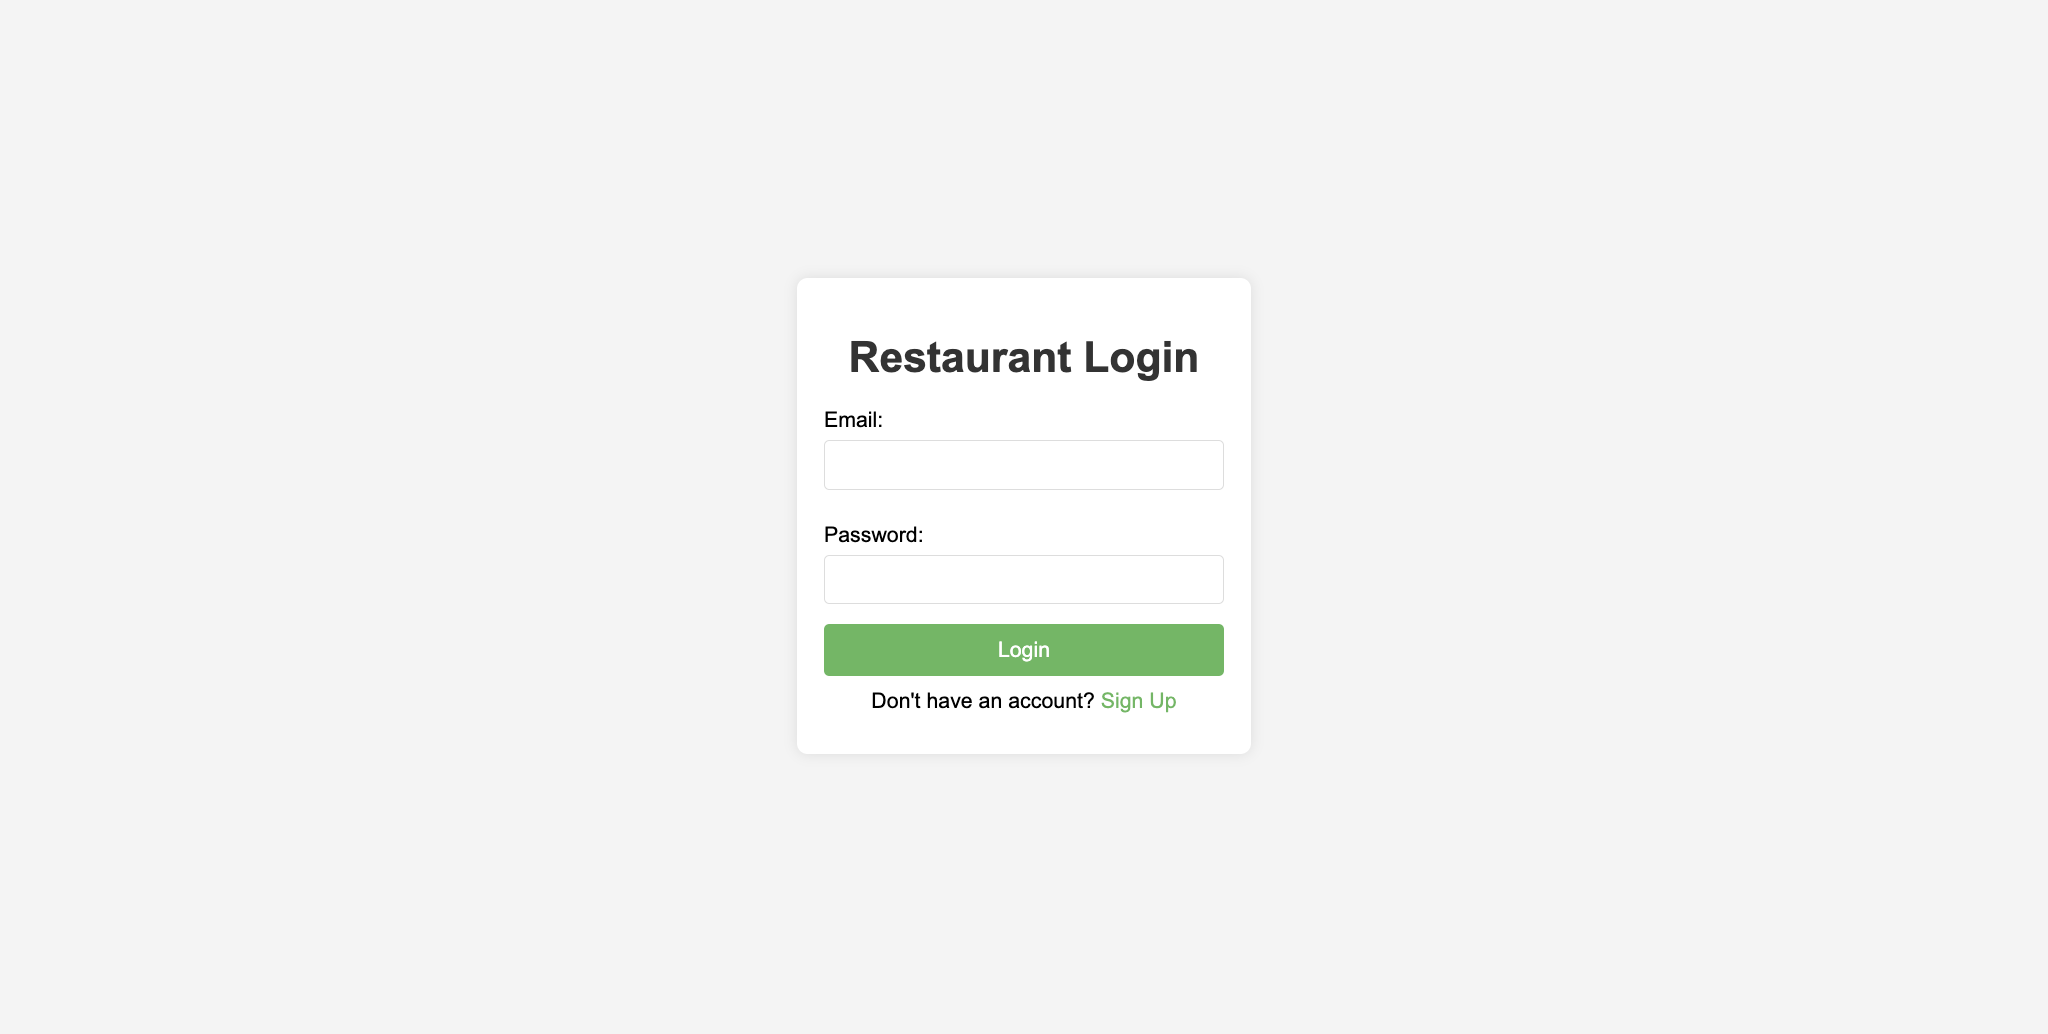 Restaurant Login
Email:
Password:
Login
Don't have an account? Sign Up